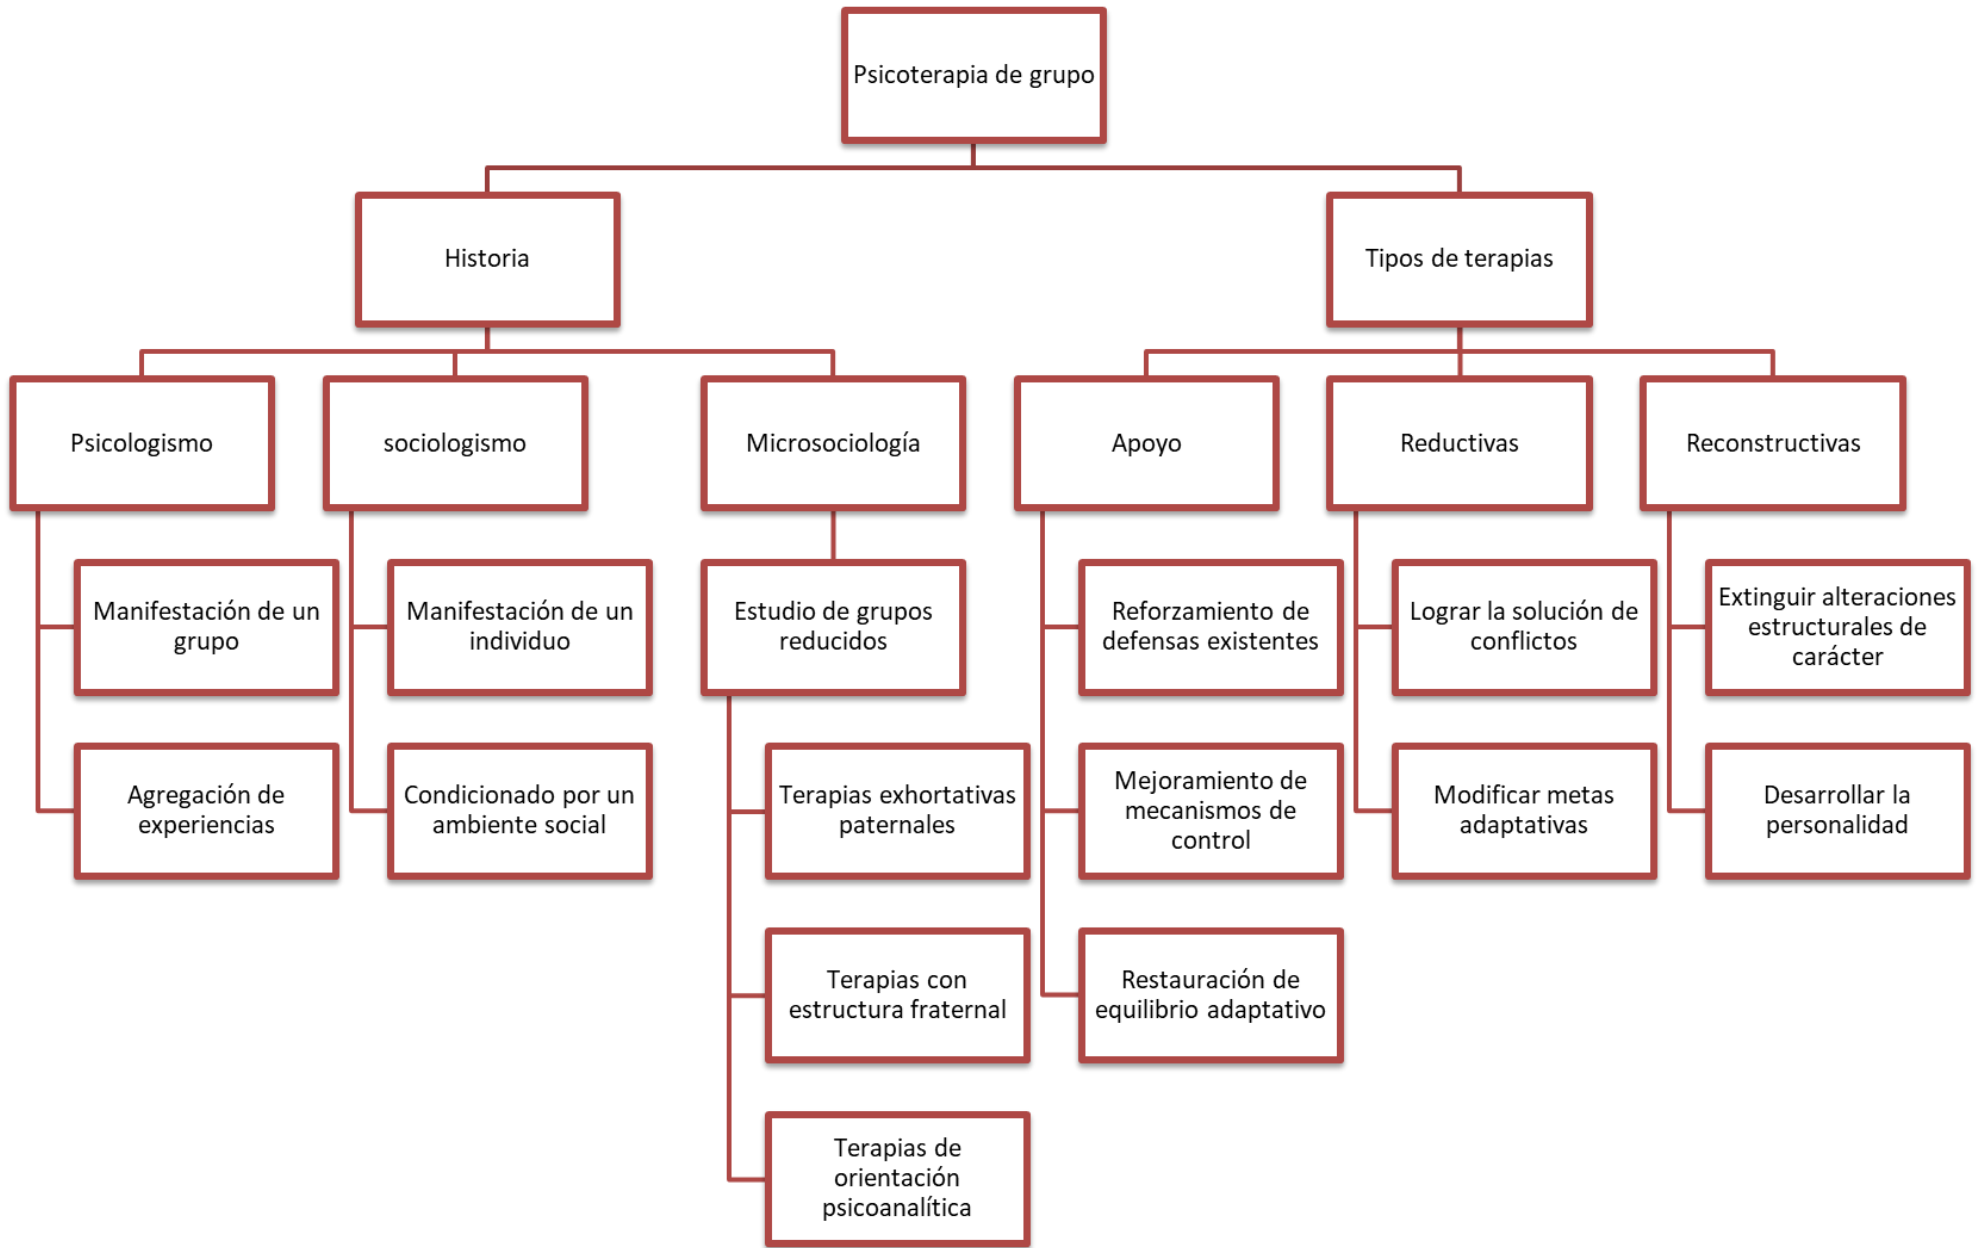 Psicoterapia de grupo
Historia
Tipos de terapias
Psicologismo
sociologismo
Microsociología
Apoyo
Reductivas
Reconstructivas
Manifestación de un
grupo
Manifestación de un
individuo
Estudio de grupos
reducidos
Reforzamiento de
defensas existentes
Lograr la solución de
conflictos
Extinguir alteraciones
estructurales de
carácter
Agregación de
experiencias
Condicionado por un
ambiente social
Terapias exhortativas
paternales
Mejoramiento de
mecanismos de
control
Modificar metas
adaptativas
Desarrollar la
personalidad
Terapias con
estructura fraternal
Restauración de
equilibrio adaptativo
Terapias de
orientación
psicoanalítica